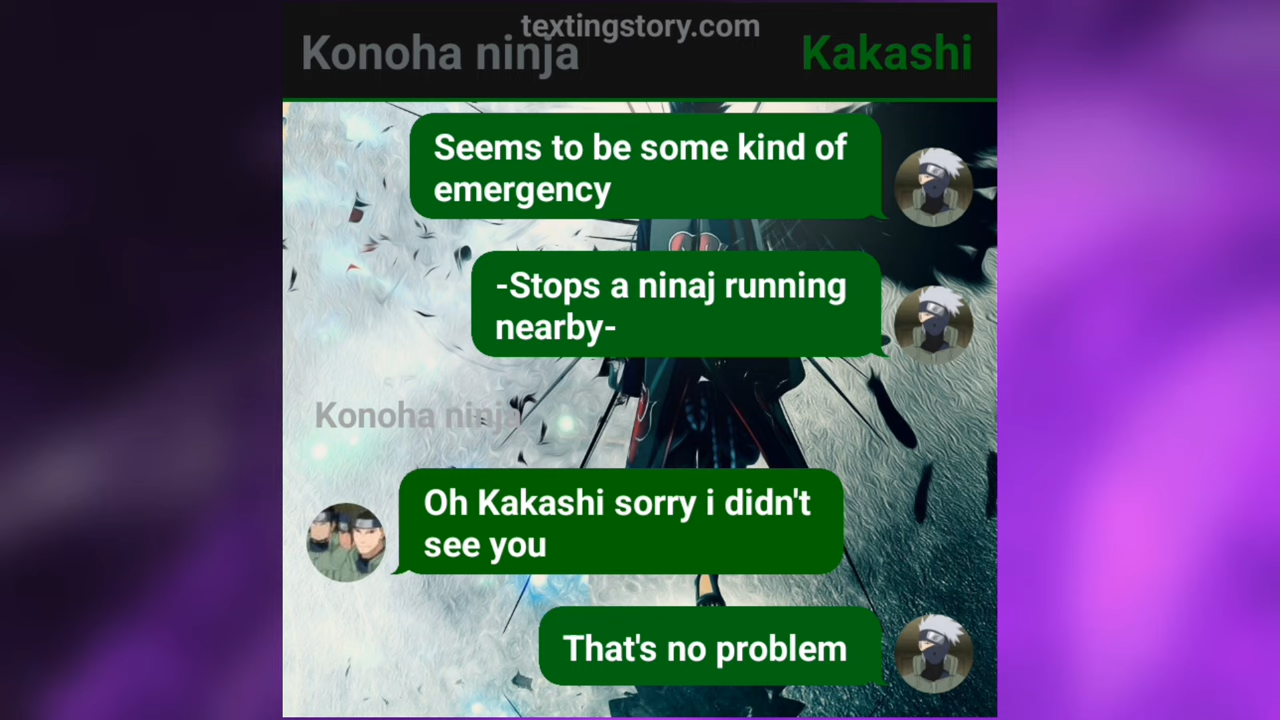 textingstory.com
Konoha ninja
Kakashi
Seems to be some kind of
emergency
-Stops a ninaj running
nearby-
Konoha ninja
Oh Kakashi sorry i didn't
see you
That's no problem